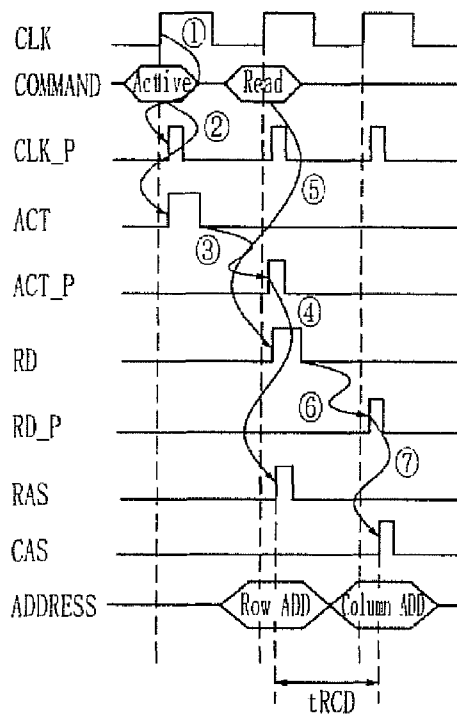 CLK ①
COMMAND Active Read
② 
CLK_P
⑤
ACT
③
ACT_P
④
RD
⑥
RD_P
⑦
RAS
CAS
ADDRESS Row ADD Column ADD
tRCD